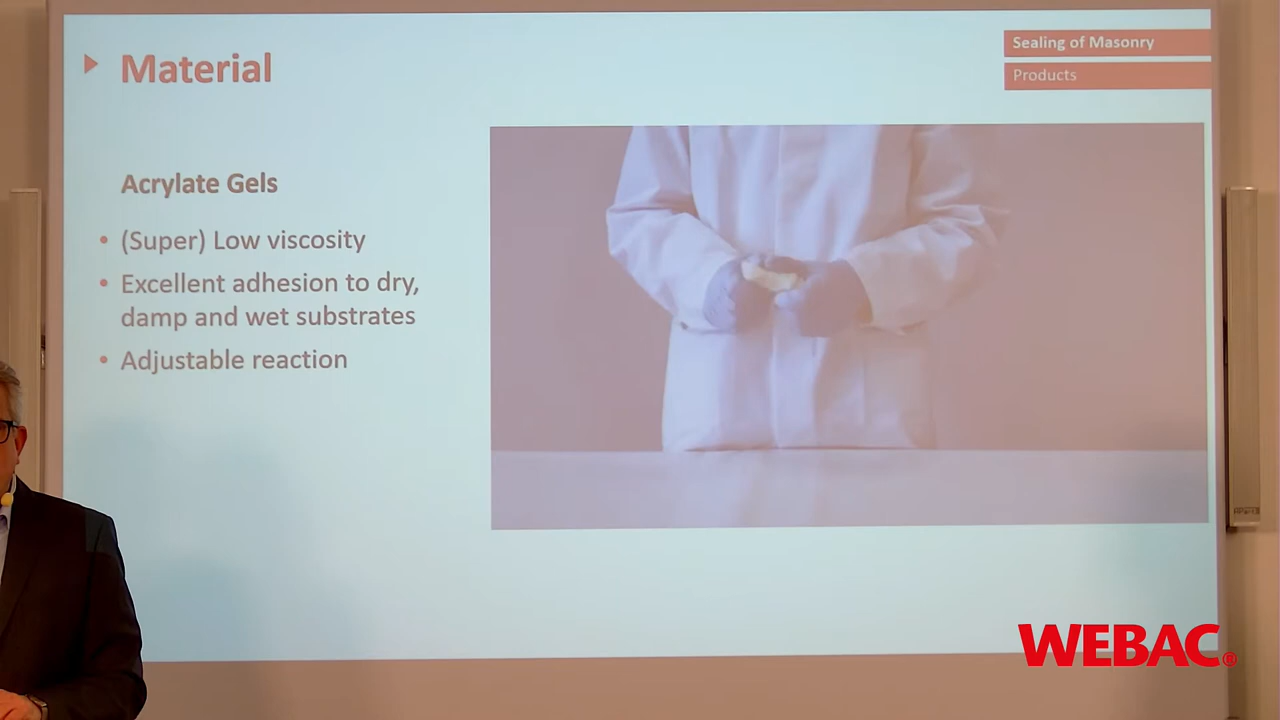 Material
Sealing of Masonry
Products
Acrylate Gels
• (Super) Low viscosity
• Excellent adhesion to dry,
damp and wet substrates
• Adjustable reaction
WEBAC®